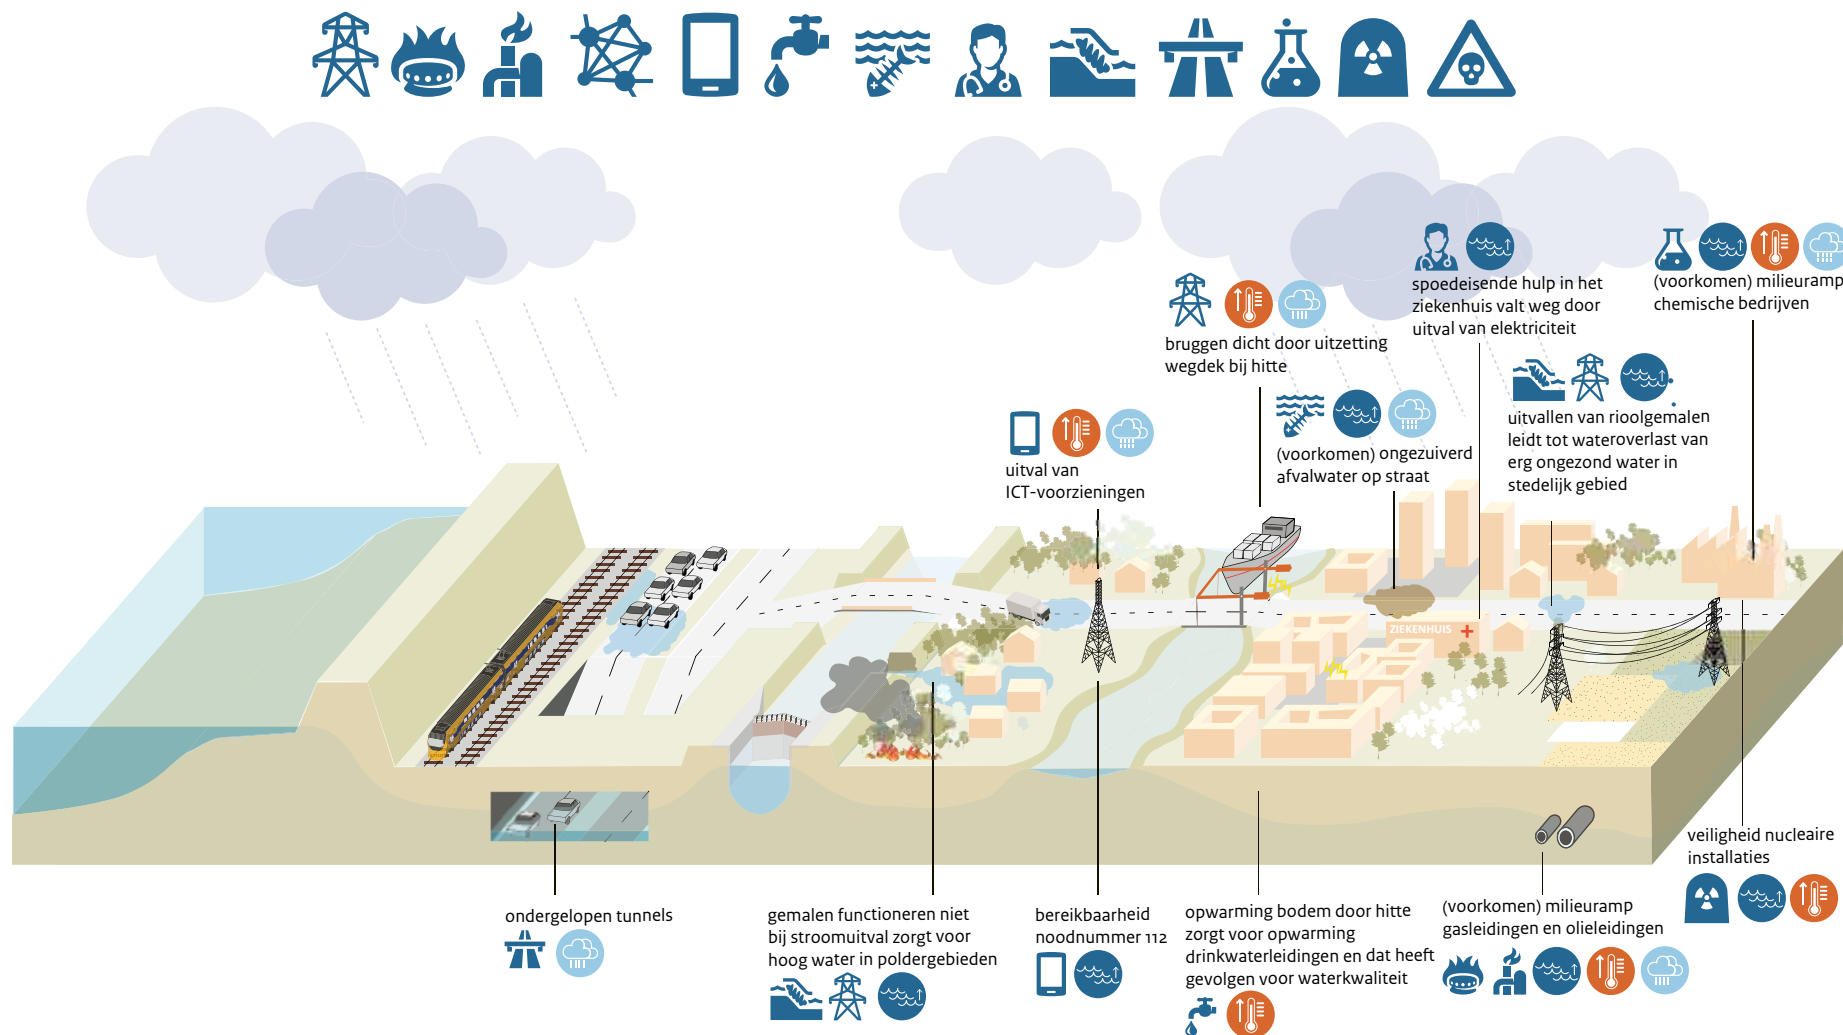 spoedeisende hulp in het
ziekenhuis valt weg door
uitval van elektriciteit
(voorkomen) milieuramp
chemische bedrijven
bruggen dicht door uitzetting
wegdek bij hitte
uitvallen van rioolgemalen
leidt tot wateroverlast van
erg ongezond water in
stedelijk gebied
(voorkomen) ongezuiverd
afvalwater op straat
uitval van
ICT-voorzieningen
ZIEKENHUIS
ondergelopen tunnels
gemalen functioneren niet
bij stroomuitval zorgt voor
hoog water in poldergebieden
bereikbaarheid
noodnummer 112
opwarming bodem door hitte
zorgt voor opwarming
drinkwaterleidingen en dat heeft
gevolgen voor waterkwaliteit
(voorkomen) milieuramp
gasleidingen en olieleidingen
veiligheid nucleaire
installaties